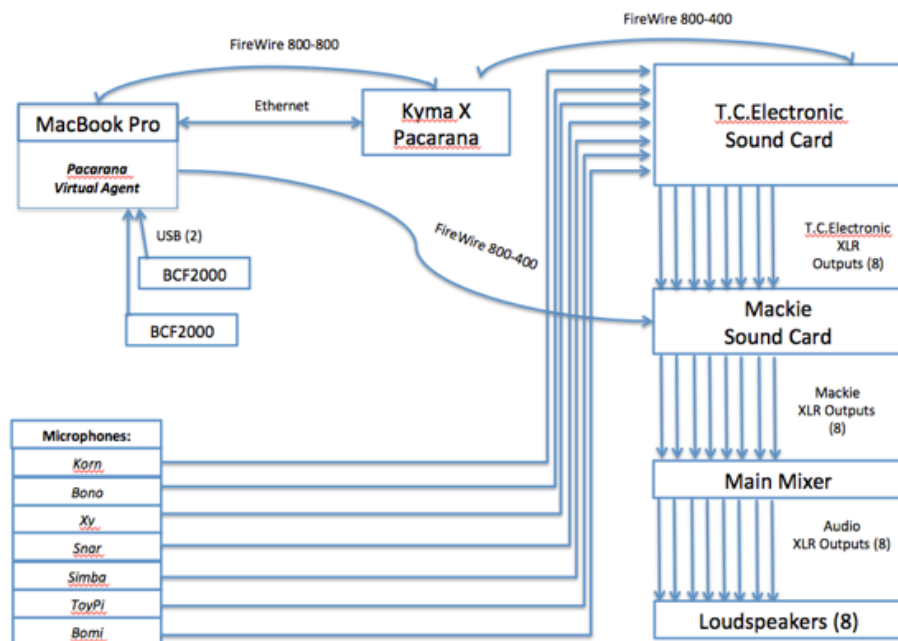 FireWire 800-800
FireWire 800-400
MacBook Pro
Ethernet
Kyma X
Pacarana
T.C.Electronic
Sound Card
Pacarana
Virtual Agent
USB (2)
BCF2000
BCF2000
FireWire 800-400
T.C.Electronic
XLR
Outputs (8)
Mackie
Sound Card
Mackie
XLR Outputs
(8)
Microphones:
Korn
Bono
Xy
Snar
Simba
ToyPi
Bomi
Main Mixer
Audio
XLR Outputs (8)
Loudspeakers (8)